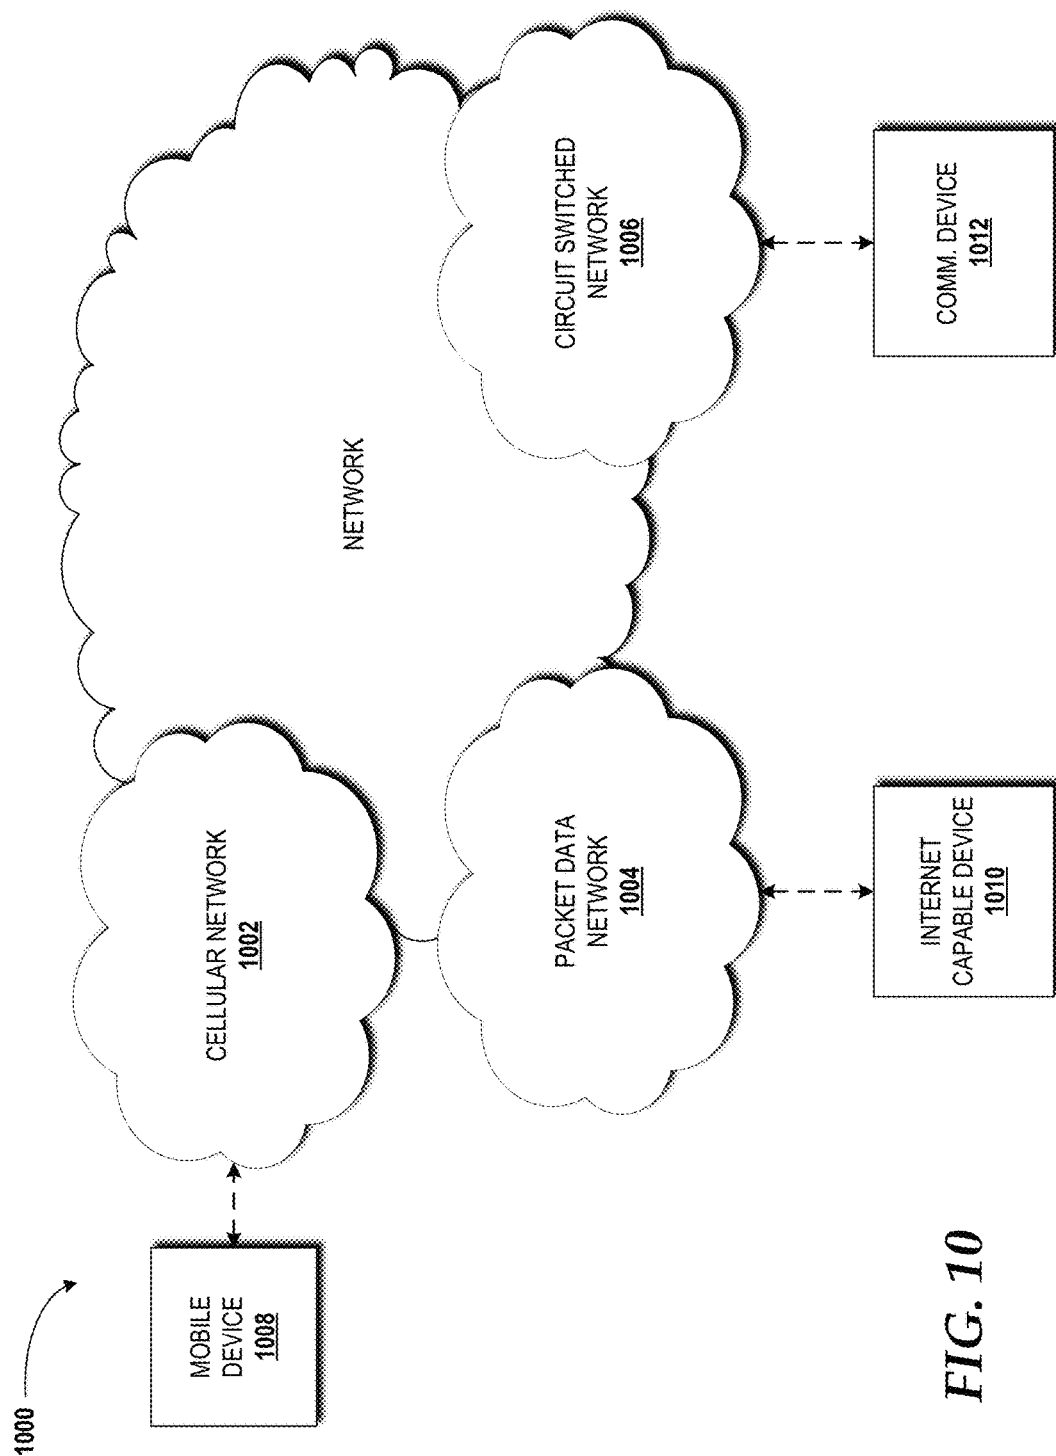 1000
MOBILE
DEVICE
1008
CELLULAR NETWORK
1002
NETWORK
PACKET DATA
NETWORK
1004
CIRCUIT SWITCHED
NETWORK
1006
INTERNET
CAPABLE DEVICE
1010
COMM. DEVICE
1012
FIG. 10